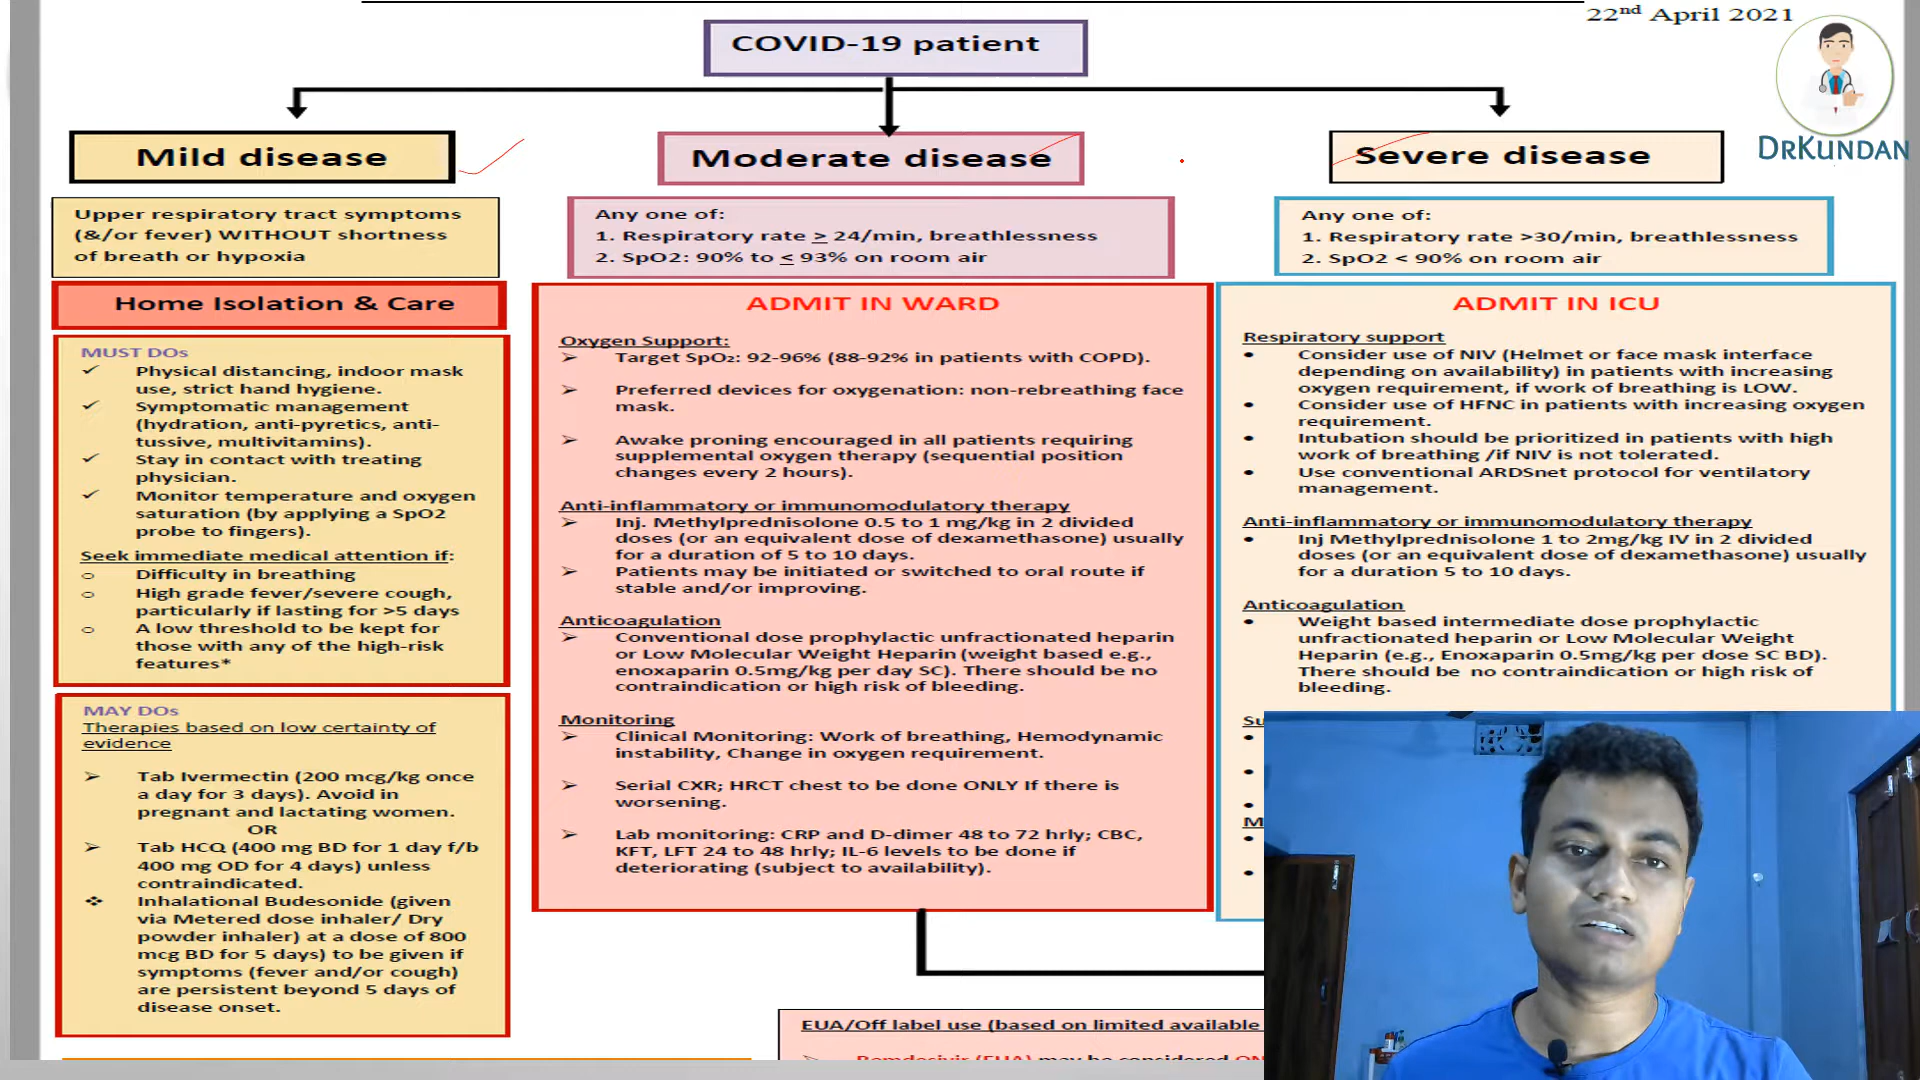 22nd April 2021
COVID-19 patient
DRKUNDAN
Mild disease
Upper respiratory tract symptoms
(&/or fever) WITHOUT shortness
of breath or hypoxia
Home Isolation & Care
MUST DOs
✓ Physical distancing, indoor mask
use, strict hand hygiene.
✓ Symptomatic management
(hydration, anti-pyretics, anti-
tussive, multivitamins).
✓ Stay in contact with treating
physician.
✓ Monitor temperature and oxygen
saturation (by applying a SpO2
probe to fingers).
Seek immediate medical attention if:
○ Difficulty in breathing
○ High grade fever/severe cough,
particularly if lasting for >5 days
○ A low threshold to be kept for
those with any of the high-risk
features*
MAY DOs
Therapies based on low certainty of
evidence
➢ Tab Ivermectin (200 mcg/kg once
a day for 3 days). Avoid in
pregnant and lactating women.
OR
➢ Tab HCQ (400 mg BD for 1 day f/b
400 mg OD for 4 days) unless
contraindicated.
❖ Inhalational Budesonide (given
via Metered dose inhaler/ Dry
powder inhaler) at a dose of 800
mcg BD for 5 days) to be given if
symptoms (fever and/or cough)
are persistent beyond 5 days of
disease onset.
Moderate disease
Any one of:
1. Respiratory rate ≥ 24/min, breathlessness
2. SpO2: 90% to ≤ 93% on room air
ADMIT IN WARD
Oxygen Support:
➢ Target SpO₂: 92-96% (88-92% in patients with COPD).
➢ Preferred devices for oxygenation: non-rebreathing face
mask.
➢ Awake proning encouraged in all patients requiring
supplemental oxygen therapy (sequential position
changes every 2 hours).
Anti-inflammatory or immunomodulatory therapy
➢ Inj. Methylprednisolone 0.5 to 1 mg/kg in 2 divided
doses (or an equivalent dose of dexamethasone) usually
for a duration of 5 to 10 days.
➢ Patients may be initiated or switched to oral route if
stable and/or improving.
Anticoagulation
➢ Conventional dose prophylactic unfractionated heparin
or Low Molecular Weight Heparin (weight based e.g.,
enoxaparin 0.5mg/kg per day SC). There should be no
contraindication or high risk of bleeding.
Monitoring
➢ Clinical Monitoring: Work of breathing, Hemodynamic
instability, Change in oxygen requirement.
➢ Serial CXR; HRCT chest to be done ONLY If there is
worsening.
➢ Lab monitoring: CRP and D-dimer 48 to 72 hrly; CBC,
KFT, LFT 24 to 48 hrly; IL-6 levels to be done if
deteriorating (subject to availability).
Severe disease
Any one of:
1. Respiratory rate >30/min, breathlessness
2. SpO2 < 90% on room air
ADMIT IN ICU
Respiratory support
• Consider use of NIV (Helmet or face mask interface
depending on availability) in patients with increasing
oxygen requirement, if work of breathing is LOW.
• Consider use of HFNC in patients with increasing oxygen
requirement.
• Intubation should be prioritized in patients with high
work of breathing /if NIV is not tolerated.
• Use conventional ARDSnet protocol for ventilatory
management.
Anti-inflammatory or immunomodulatory therapy
• Inj Methylprednisolone 1 to 2mg/kg IV in 2 divided
doses (or an equivalent dose of dexamethasone) usually
for a duration 5 to 10 days.
Anticoagulation
• Weight based intermediate dose prophylactic
unfractionated heparin or Low Molecular Weight
Heparin (e.g., Enoxaparin 0.5mg/kg per dose SC BD).
There should be no contraindication or high risk of
bleeding.
EUA/Off label use (based on limited available
➢ Remdesivir (EUA) may be considered